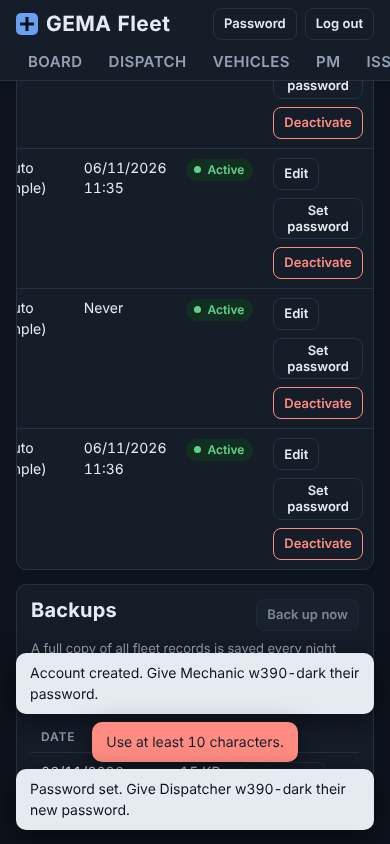 GEMA Fleet
Password
Log out
BOARD DISPATCH VEHICLES PM ISS
password
Deactivate
uto 06/11/2026 Active Edit
nple) 11:35
Set
password
Deactivate
uto Never Active Edit
nple)
Set
password
Deactivate
uto 06/11/2026 Active Edit
nple) 11:36
Set
password
Deactivate
Backups
Back up now
A full copy of all fleet records is saved every night
Account created. Give Mechanic w390-dark their
password.
DATE
Use at least 10 characters.
Password set. Give Dispatcher w390-dark their
new password.